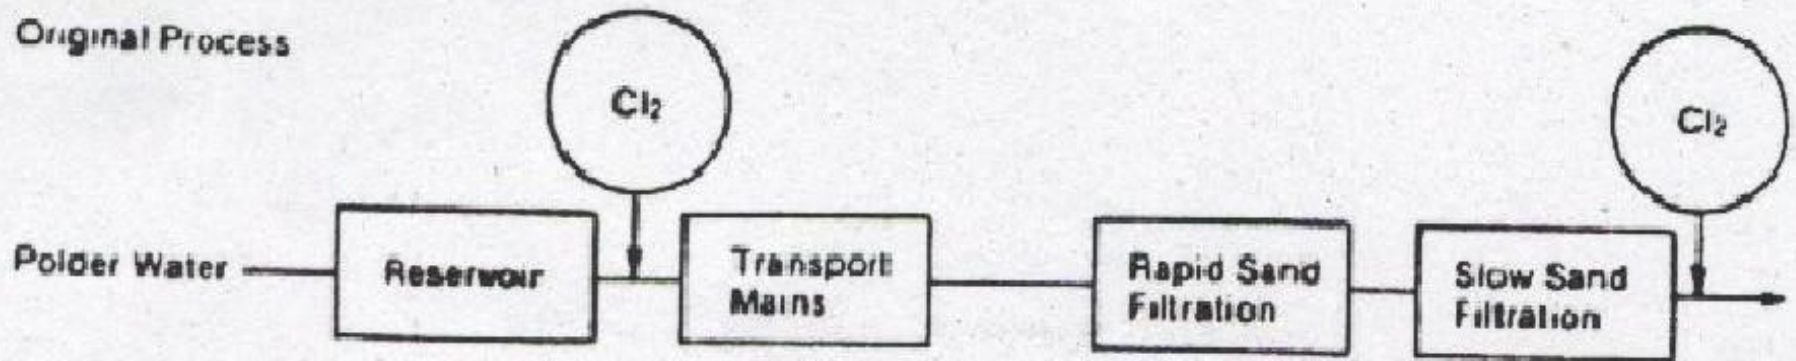 Original Process
Cl₂
Cl₂
Polder Water
Reservoir
Transport
Mains
Rapid Sand
Filtration
Slow Sand
Filtration